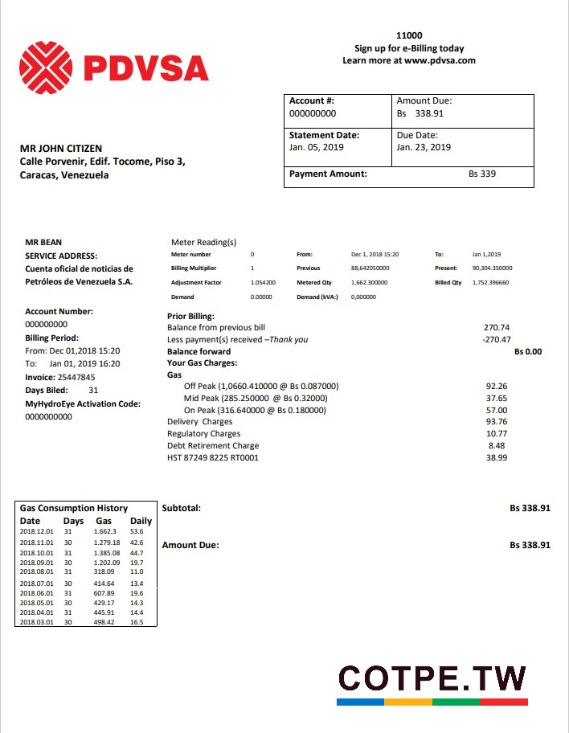 PDVSA
11000
Sign up for e-Billing today
Learn more at www.pdvsa.com
Account #: Amount Due:
000000000 Bs 338.91
Statement Date: Due Date:
Jan. 05, 2019 Jan. 23, 2019
Payment Amount: Bs 339
MR JOHN CITIZEN
Calle Porvenir, Edif. Tocome, Piso 3,
Caracas, Venezuela
MR BEAN
SERVICE ADDRESS:
Cuenta oficial de noticias de
Petróleos de Venezuela S.A.
Account Number:
000000000
Billing Period:
From: Dec 01,2018 15:20
To: Jan 01, 2019 16:20
Invoice: 25447845
Days Biled: 31
MyHydroEye Activation Code:
0000000000
Meter Reading(s)
Meter number 0 From: Dec 1, 2018 15:20 To: Jan 1,2019
Billing Multiplier 1 Previous 88,642050000 Present: 90,304.350000
Adjustment Factor 1.054200 Metered Qty 1,662.300000 Billed Qty 1,752.396660
Demand 0.00000 Demand (kVA:) 0,000000
Prior Billing:
Balance from previous bill 270.74
Less payment(s) received –Thank you -270.47
Balance forward Bs 0.00
Your Gas Charges:
Gas
Off Peak (1,0660.410000 @ Bs 0.087000) 92.26
Mid Peak (285.250000 @ Bs 0.32000) 37.65
On Peak (316.640000 @ Bs 0.180000) 57.00
Delivery Charges 93.76
Regulatory Charges 10.77
Debt Retirement Charge 8.48
HST 87249 8225 RT0001 38.99
Gas Consumption History
Date Days Gas Daily
2018.12.01 31 1.662.3 53.6
2018.11.01 30 1.279.18 42.6
2018.10.01 31 1.385.08 44.7
2018.09.01 30 1.202.09 19.7
2018.08.01 31 318.09 11.0
2018.07.01 30 414.64 13.4
2018.06.01 31 607.89 19.6
2018.05.01 30 429.17 14.3
2018.04.01 31 445.91 14.4
2018.03.01 30 498.42 16.5
Subtotal: Bs 338.91
Amount Due: Bs 338.91
COTPE.TW